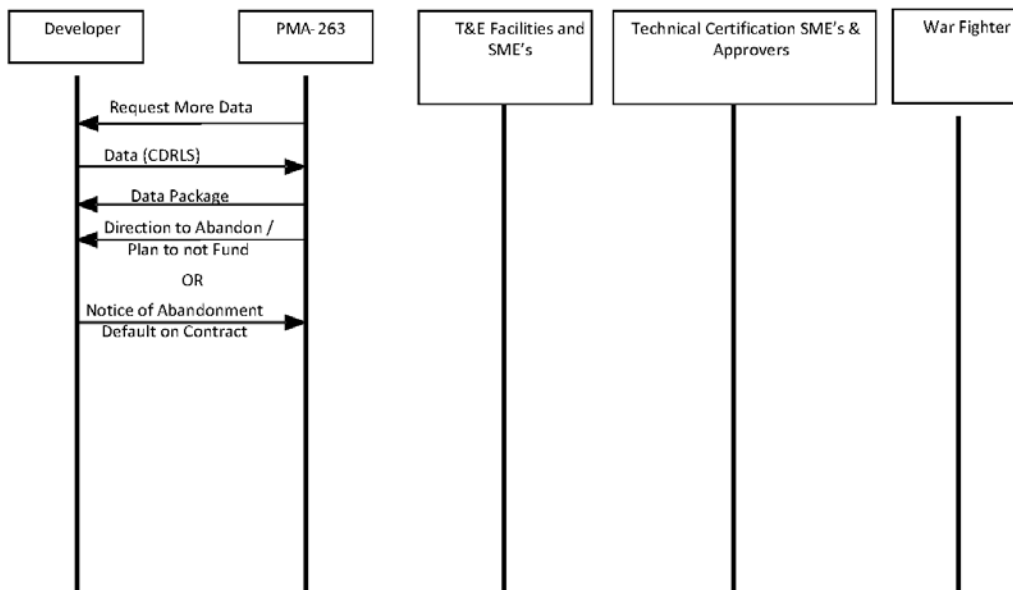 Developer
PMA-263
T&E Facilities and
SME's
Technical Certification SME's &
Approvers
War Fighter
Request More Data
Data (CDRLS)
Data Package
Direction to Abandon /
Plan to not Fund
OR
Notice of Abandonment
Default on Contract